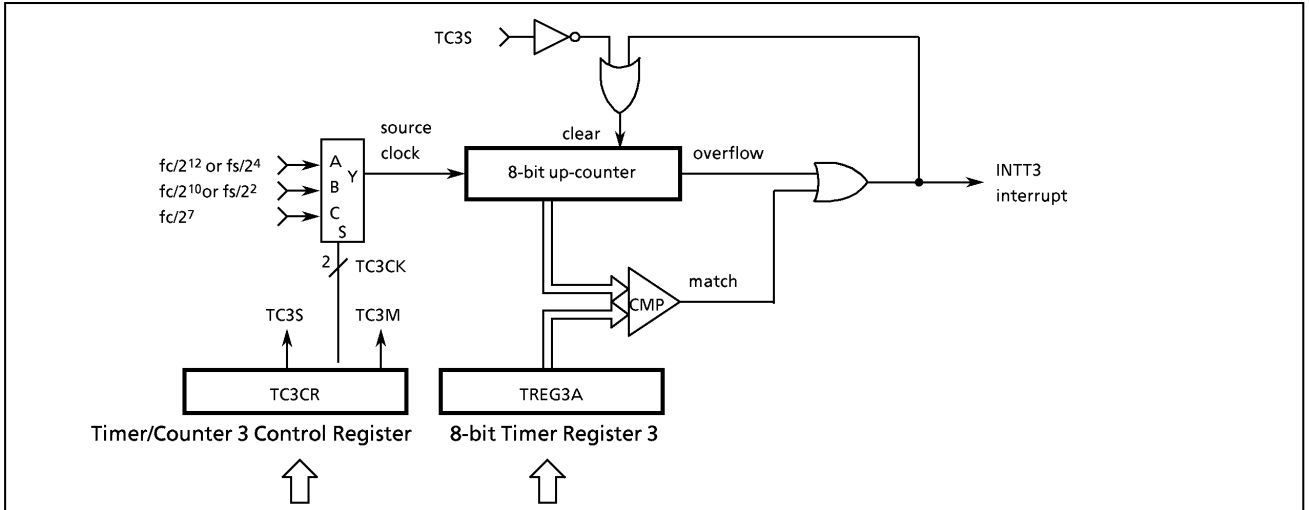 TC3S
source
clock
clear
overflow
fc/2¹² or fs/2⁴
fc/2¹⁰or fs/2²
fc/2⁷
A
B
C
Y
S
8-bit up-counter
INTT3
interrupt
2
TC3CK
CMP
match
TC3S
TC3M
TC3CR
TREG3A
Timer/Counter 3 Control Register
8-bit Timer Register 3